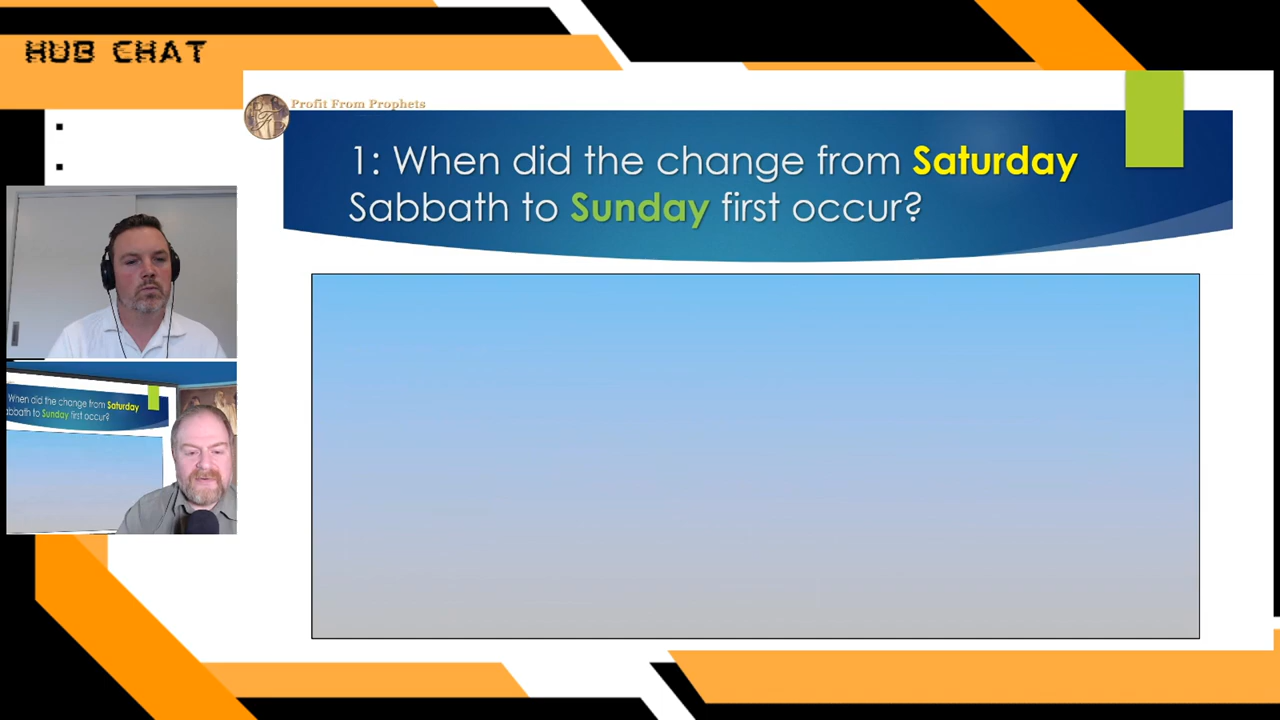 HUB CHAT
Profit From Prophets
1: When did the change from Saturday
Sabbath to Sunday first occur?
When did the change from Saturday
abbath to Sunday first occur?